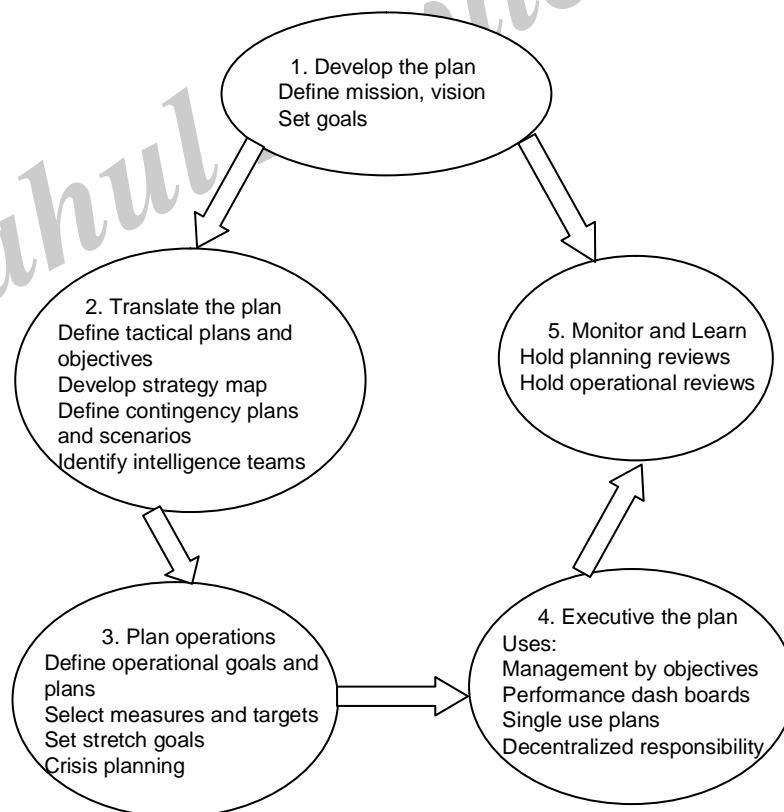 1. Develop the plan
Define mission, vision
Set goals
2. Translate the plan
Define tactical plans and
objectives
Develop strategy map
Define contingency plans
and scenarios
Identify intelligence teams
5. Monitor and Learn
Hold planning reviews
Hold operational reviews
3. Plan operations
Define operational goals and
plans
Select measures and targets
Set stretch goals
Crisis planning
4. Executive the plan
Uses:
Management by objectives
Performance dash boards
Single use plans
Decentralized responsibility